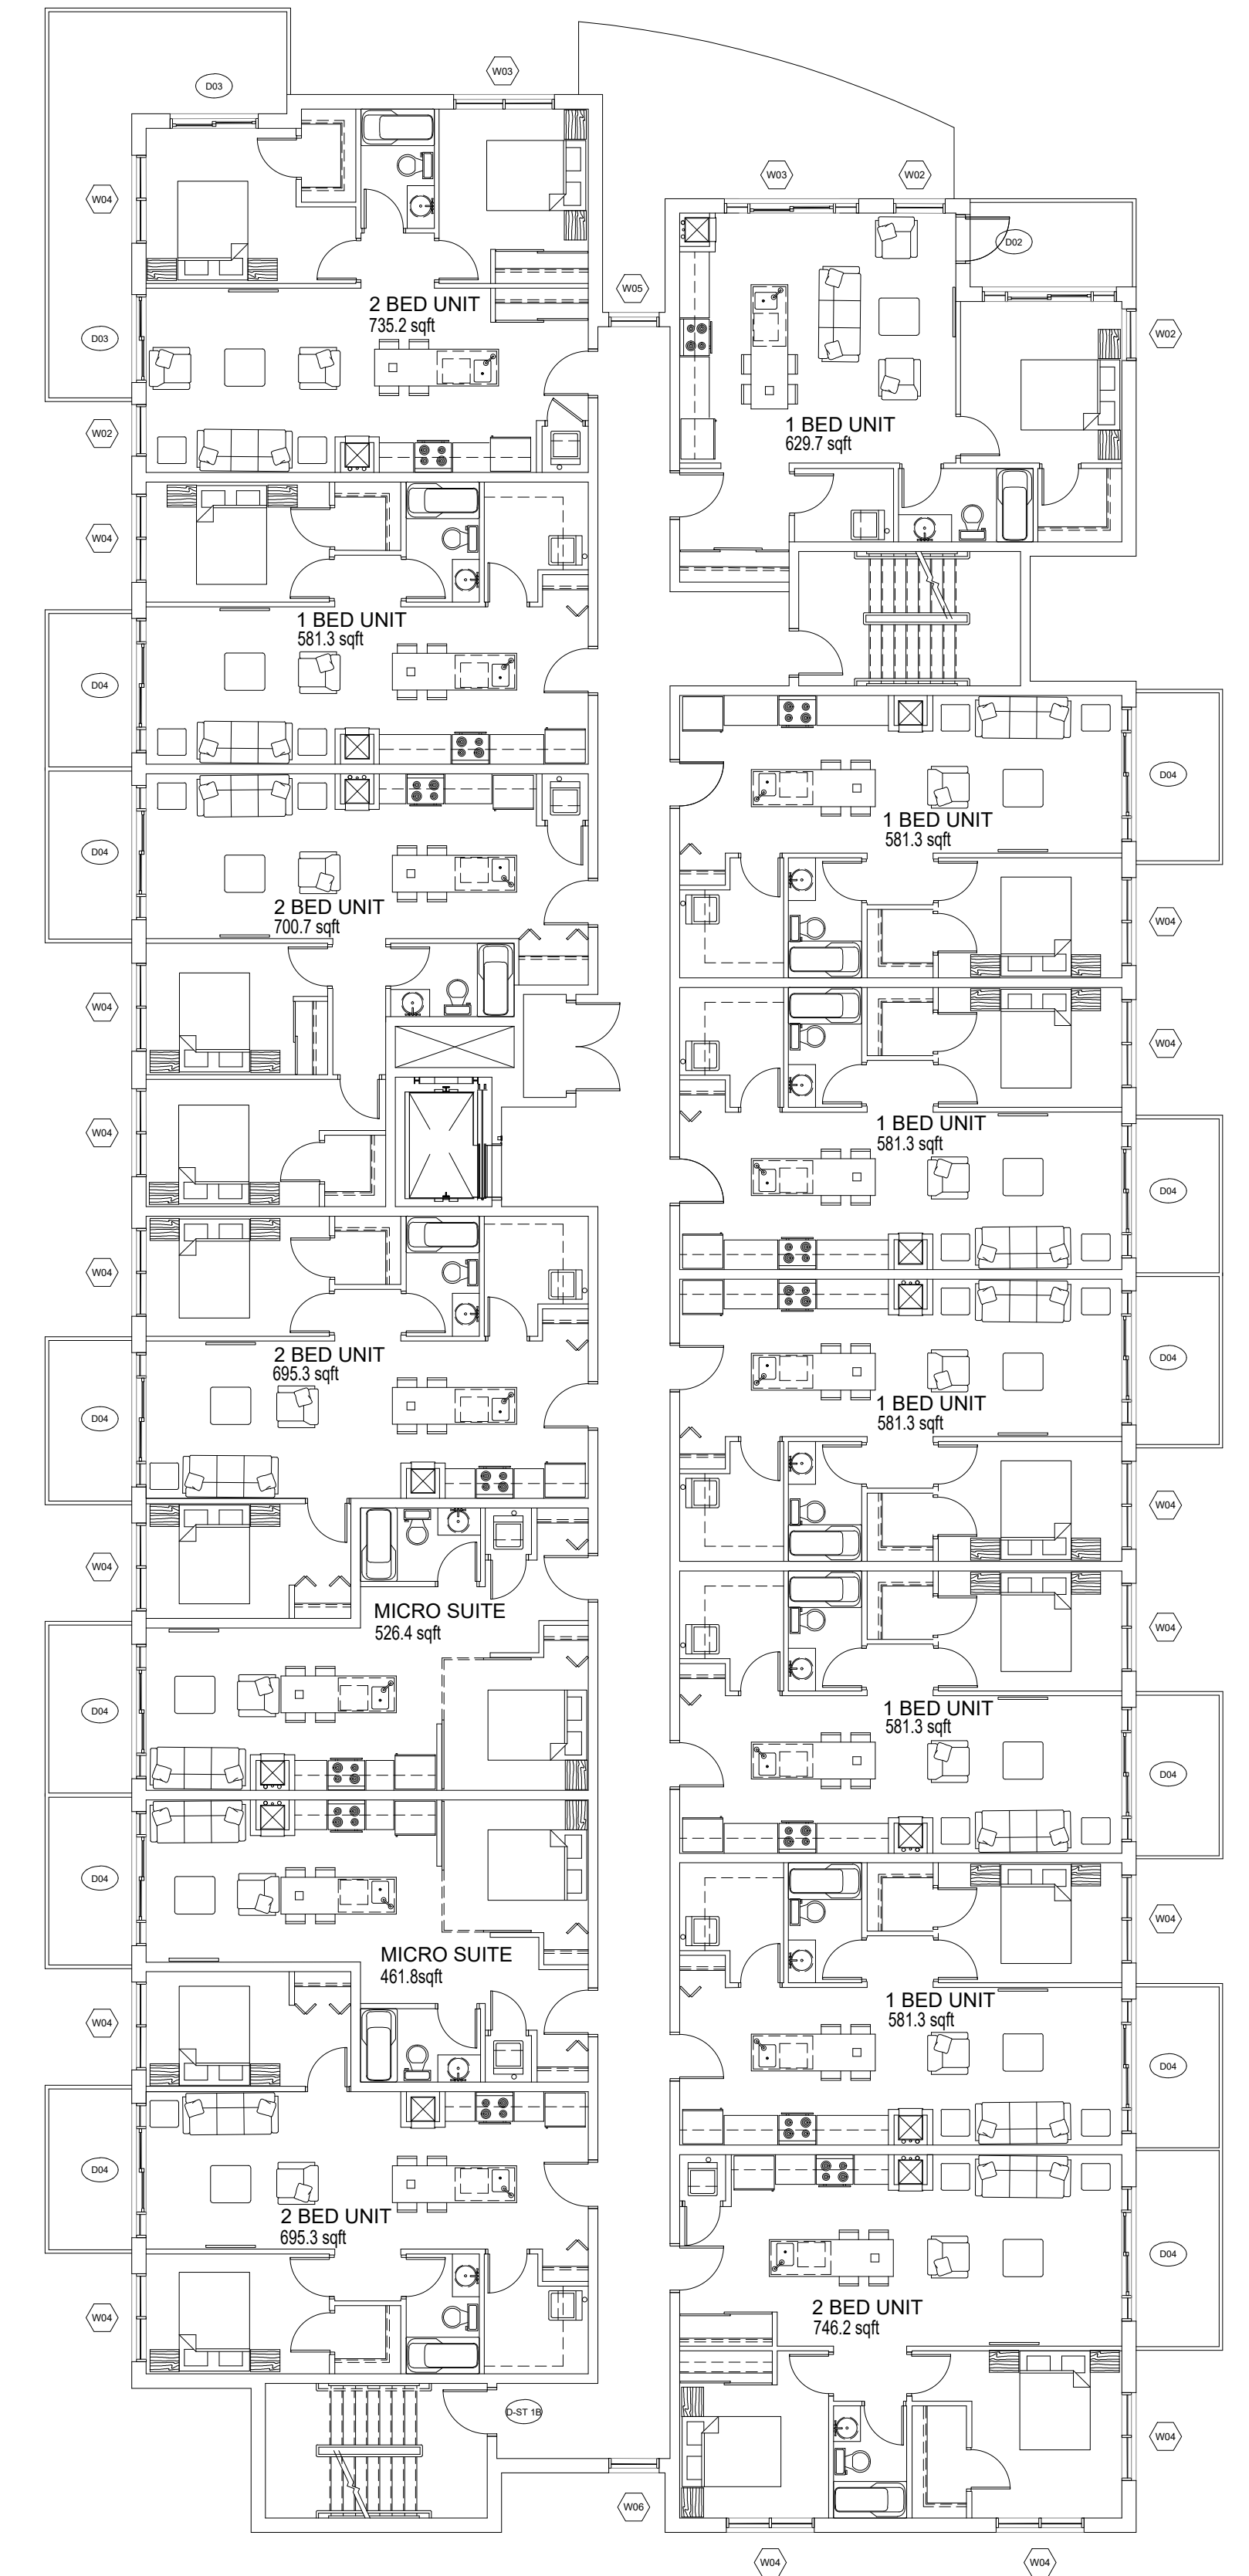 W03
D03
W03
W02
W04
D02
W05
D03
2 BED UNIT
735.2 sqft
W02
W02
1 BED UNIT
629.7 sqft
W04
1 BED UNIT
581.3 sqft
D04
D04
1 BED UNIT
581.3 sqft
D04
2 BED UNIT
700.7 sqft
W04
W04
W04
1 BED UNIT
581.3 sqft
W04
D04
W04
2 BED UNIT
695.3 sqft
D04
1 BED UNIT
581.3 sqft
D04
W04
W04
MICRO SUITE
526.4 sqft
W04
D04
1 BED UNIT
581.3 sqft
D04
D04
MICRO SUITE
461.8sqft
W04
W04
1 BED UNIT
581.3 sqft
D04
D04
2 BED UNIT
695.3 sqft
D04
W04
2 BED UNIT
746.2 sqft
D-ST 1B
W04
W06
W04
W04